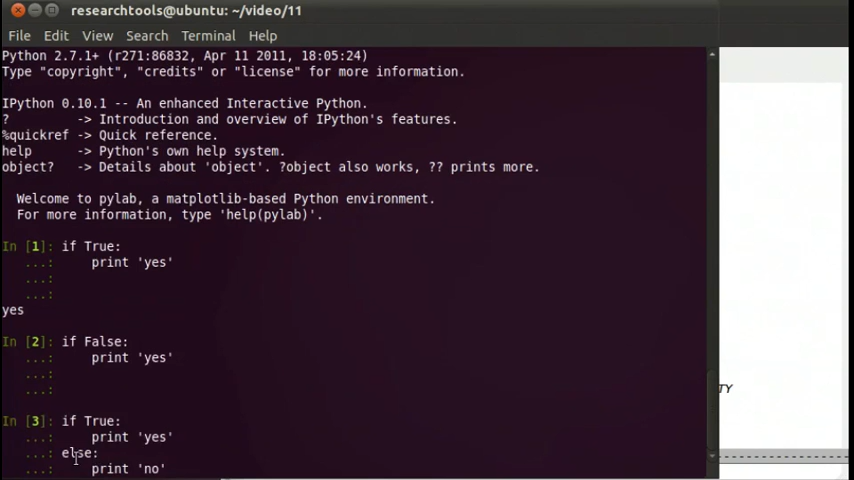 researchtools@ubuntu: ~/video/11
File Edit View Search Terminal Help
Python 2.7.1+ (r271:86832, Apr 11 2011, 18:05:24)
Type "copyright", "credits" or "license" for more information.
IPython 0.10.1 -- An enhanced Interactive Python.
? -> Introduction and overview of IPython's features.
%quickref -> Quick reference.
help -> Python's own help system.
object? -> Details about 'object'. ?object also works, ?? prints more.
Welcome to pylab, a matplotlib-based Python environment.
For more information, type 'help(pylab)'.
In [1]: if True:
...: print 'yes'
...:
...:
yes
In [2]: if False:
...: print 'yes'
...:
...:
TY
In [3]: if True:
...: print 'yes'
...: else:
...: print 'no'